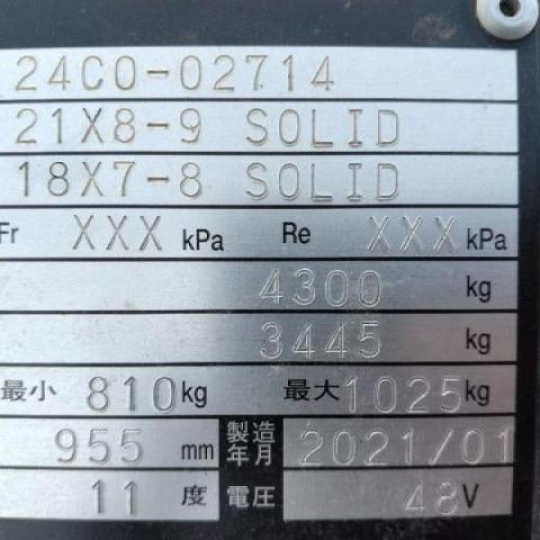 24C0-02714
21X8-9 SOLID
18X7-8 SOLID
Fr XXX kPa Re XXX kPa
4300 kg
3445 kg
最小 810 kg 最大 1025 kg
955 mm 製造年月 2021/01
11 度 電圧 48 V